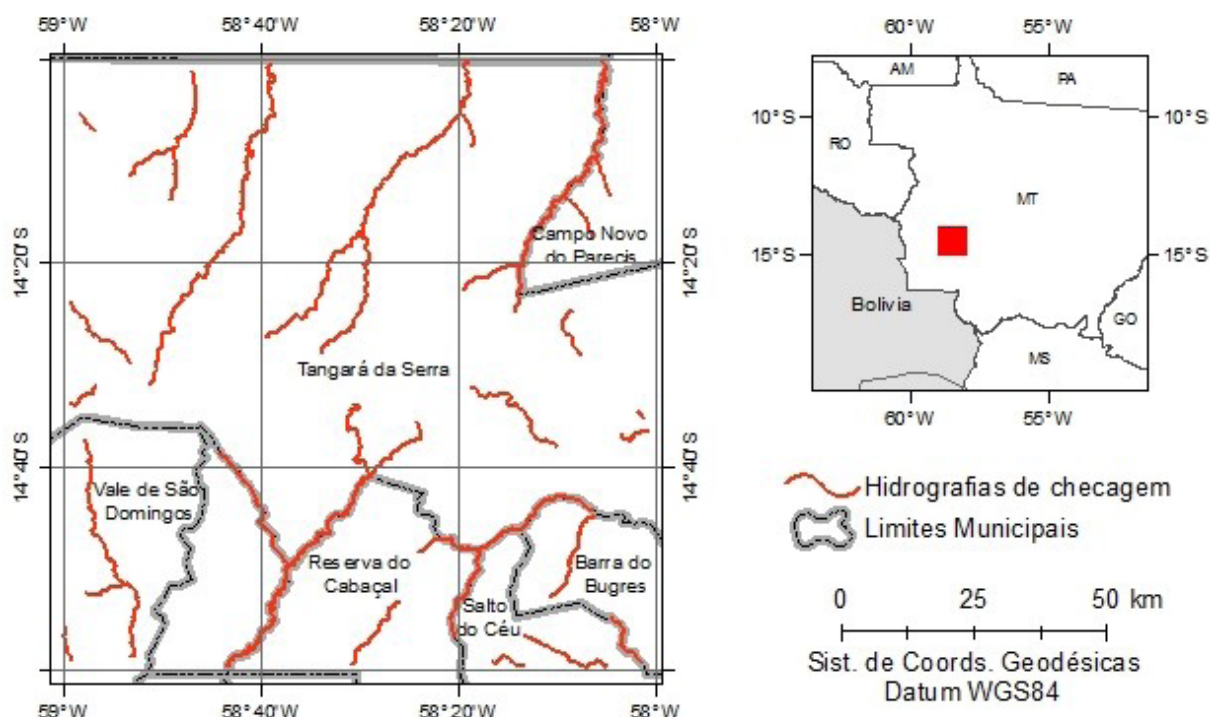 59°W 58°40'W 58°20'W 58°W
14°20'S
14°40'S
Campo Novo
do Parecis
Tangará da Serra
Vale de São
Domingos
Reserva do
Cabaçal
Salto
do Céu
Barra do
Bugres
14°20'S
14°40'S
59°W 58°40'W 58°20'W 58°W
60°W 55°W
10°S
15°S
AM
PA
RO
MT
Bolivia
GO
MS
10°S
15°S
60°W 55°W
Hidrografias de checagem
Limites Municipais
0 25 50 km
Sist. de Coords. Geodésicas
Datum WGS84